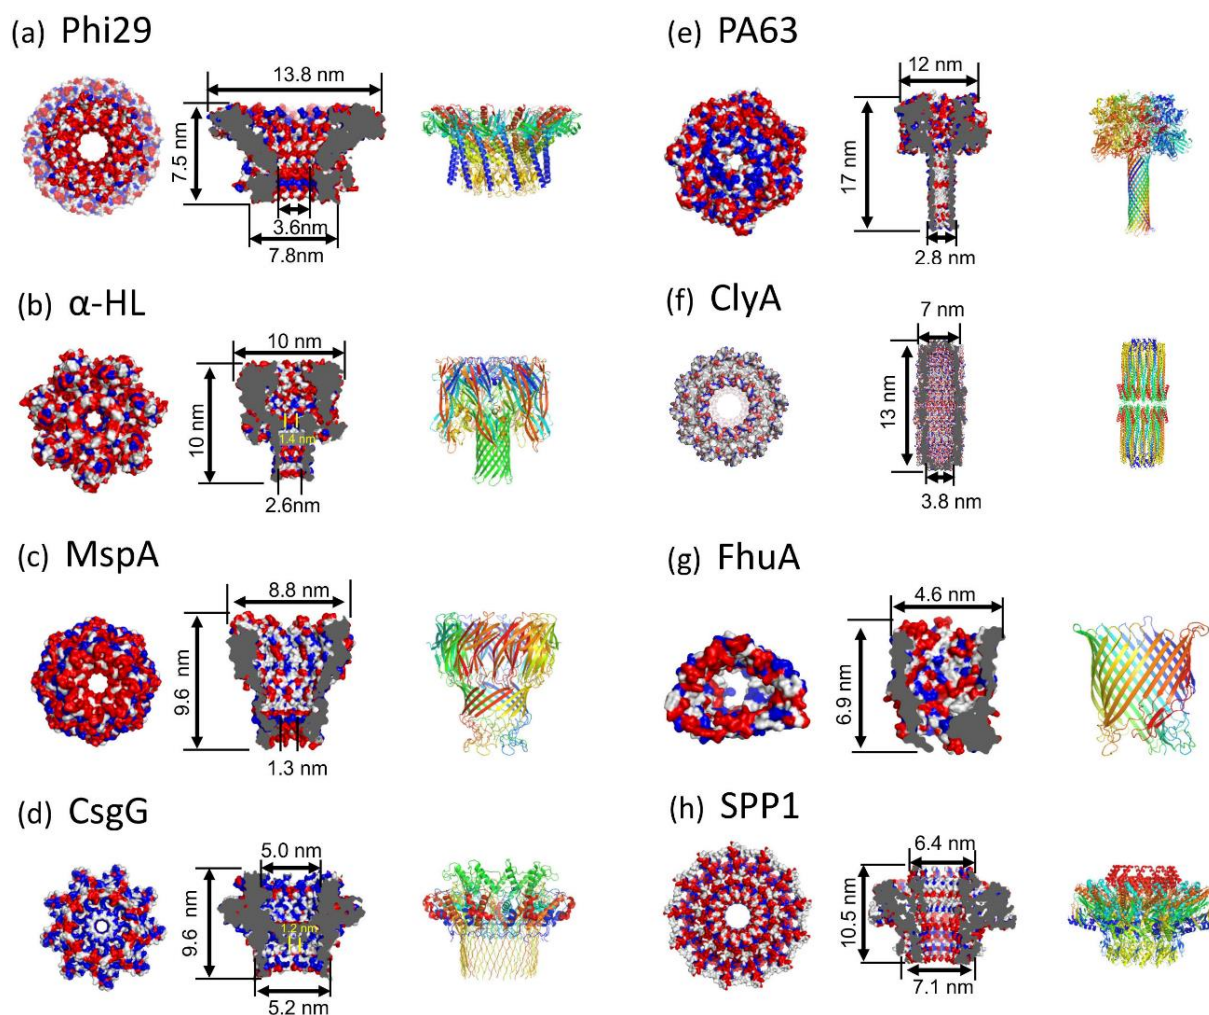 (a) Phi29
13.8 nm
7.5 nm
3.6nm
7.8nm
(b) α-HL
10 nm
10 nm
1.4 nm
2.6nm
(c) MspA
8.8 nm
9.6 nm
1.3 nm
(d) CsgG
5.0 nm
9.6 nm
1.2 nm
5.2 nm
(e) PA63
12 nm
17 nm
2.8 nm
(f) ClyA
7 nm
13 nm
3.8 nm
(g) FhuA
4.6 nm
6.9 nm
(h) SPP1
6.4 nm
10.5 nm
7.1 nm